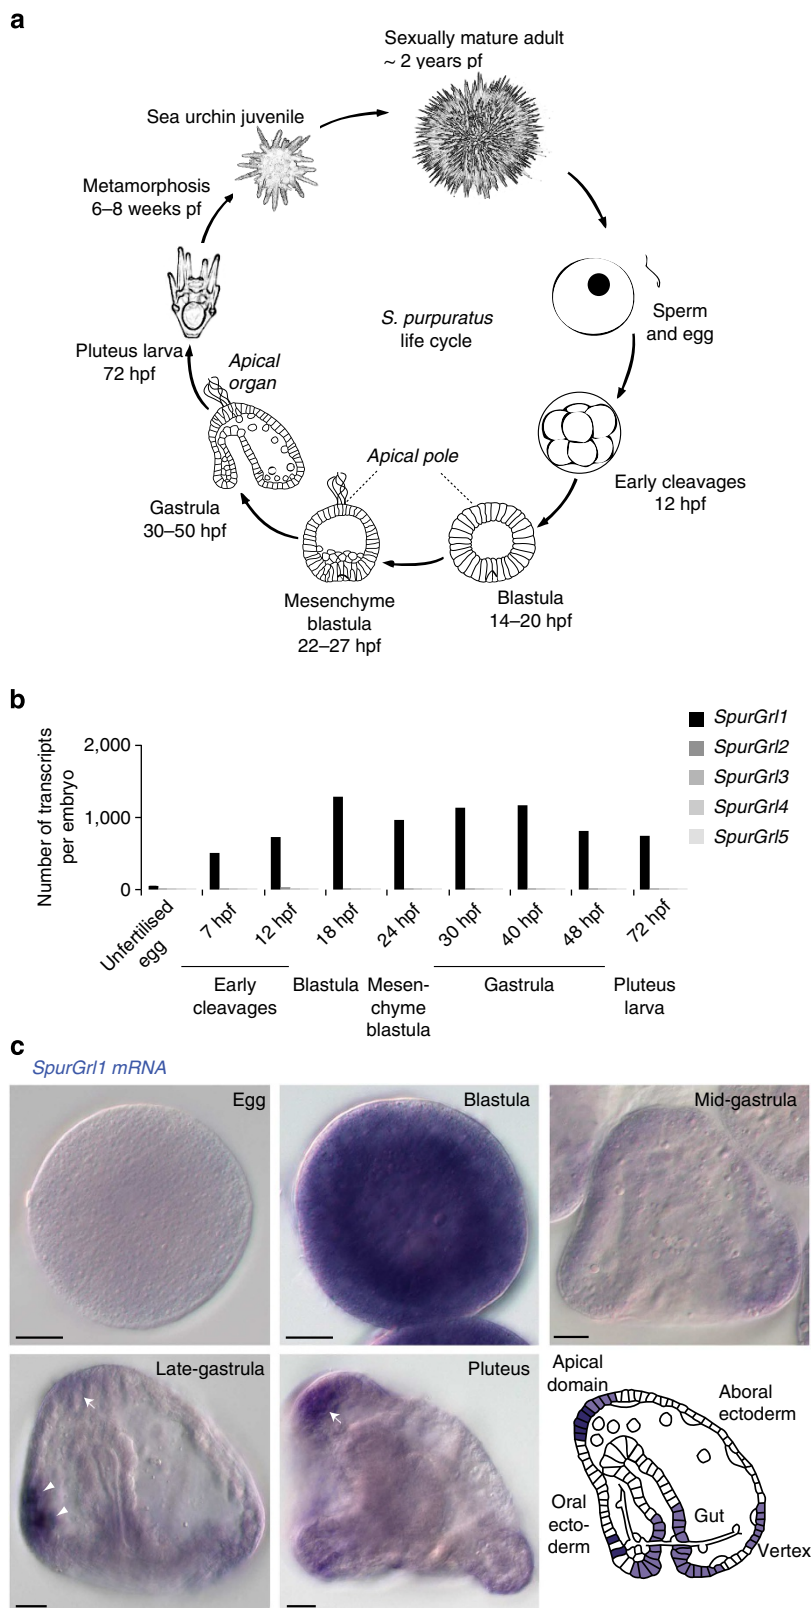 a
Sexually mature adult
~ 2 years pf
Sea urchin juvenile
Metamorphosis
6–8 weeks pf
S. purpuratus
life cycle
Sperm
and egg
Pluteus larva
72 hpf
Apical
organ
Apical pole
Early cleavages
12 hpf
Gastrula
30–50 hpf
Mesenchyme
blastula
22–27 hpf
Blastula
14–20 hpf
b
Number of transcripts
per embryo
2,000
1,000
0
SpurGrl1
SpurGrl2
SpurGrl3
SpurGrl4
SpurGrl5
Unfertilised
egg
7 hpf
12 hpf
18 hpf
24 hpf
30 hpf
40 hpf
48 hpf
72 hpf
Early
cleavages
Blastula
Mesen-
chyme
blastula
Gastrula
Pluteus
larva
c
SpurGrl1 mRNA
Egg
Blastula
Mid-gastrula
Late-gastrula
Pluteus
Apical
domain
Aboral
ectoderm
Oral
ecto-
derm
Gut
Vertex